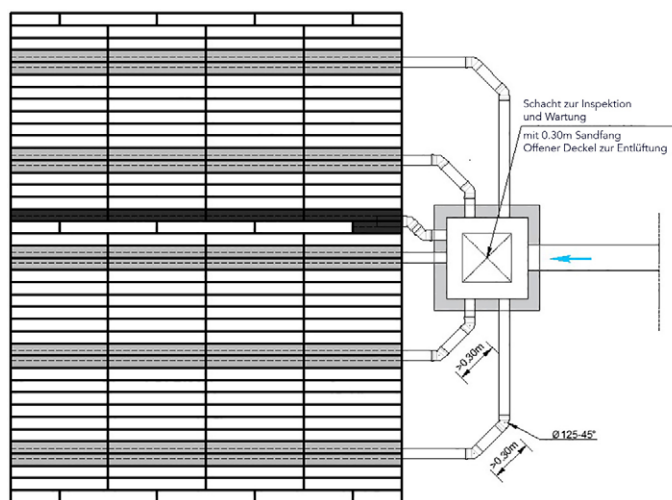 Schacht zur Inspektion
und Wartung
mit 0.30m Sandfang
Offener Deckel zur Entlüftung
>0,30m
Ø 125-45°
>0.30m